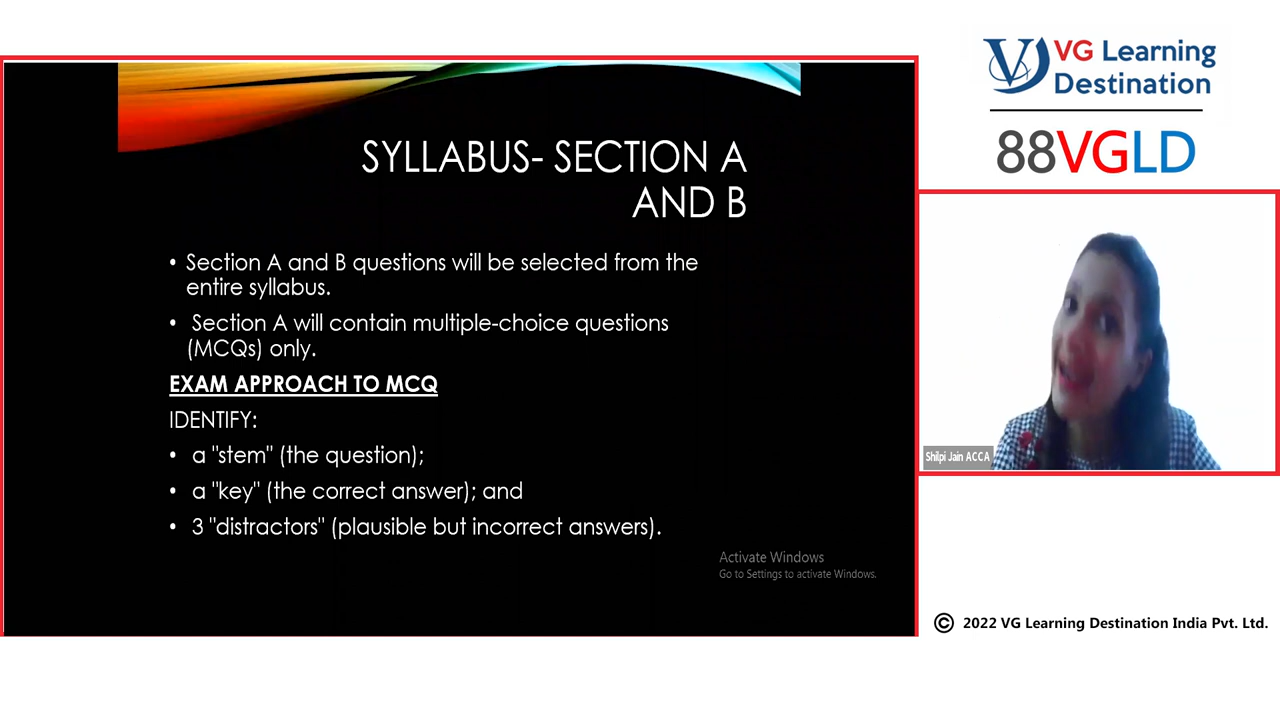 SYLLABUS- SECTION A
AND B
• Section A and B questions will be selected from the
entire syllabus.
• Section A will contain multiple-choice questions
(MCQs) only.
EXAM APPROACH TO MCQ
IDENTIFY:
• a "stem" (the question);
• a "key" (the correct answer); and
• 3 "distractors" (plausible but incorrect answers).
Activate Windows
Go to Settings to activate Windows.
VG Learning
Destination
88VGLD
Shilpi Jain ACCA
© 2022 VG Learning Destination India Pvt. Ltd.